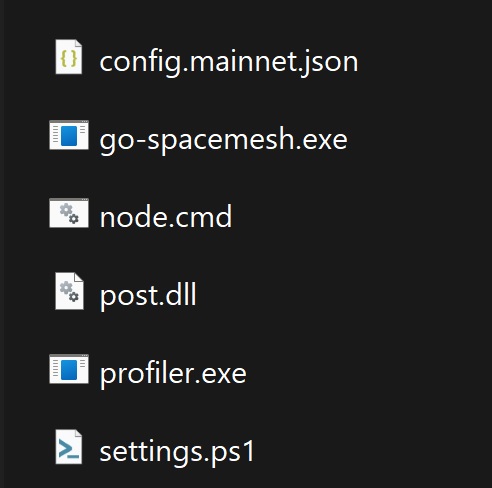 config.mainnet.json
go-spacemesh.exe
node.cmd
post.dll
profiler.exe
settings.ps1